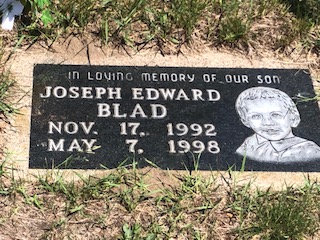 IN LOVING MEMORY OF OUR SON
JOSEPH EDWARD
BLAD
NOV. 17, 1992
MAY 7, 1998